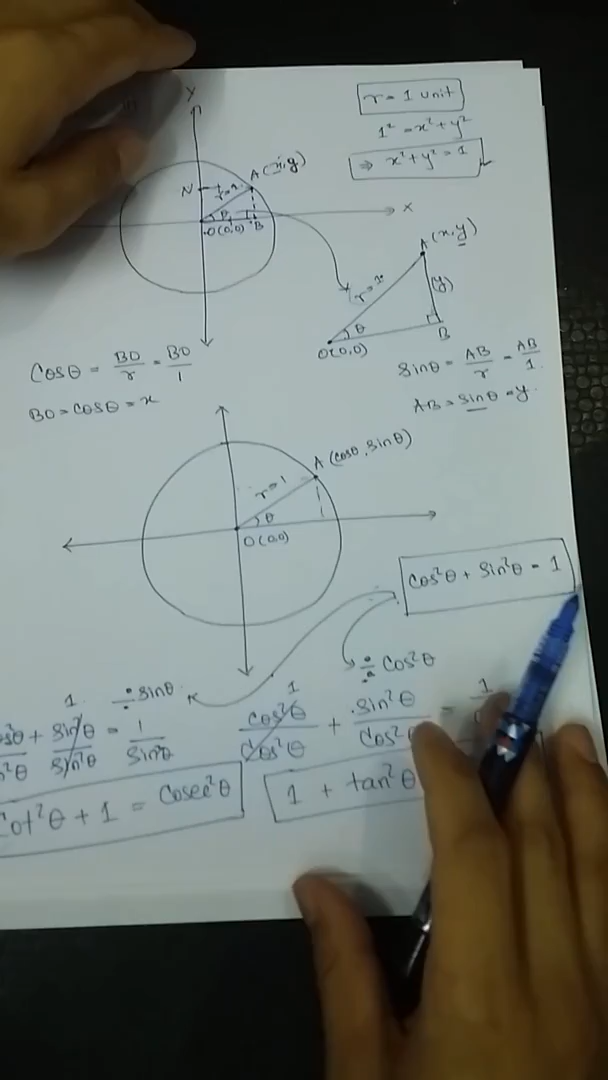 r = 1 unit
1² = x² + y²
⇒ x² + y² = 1
Y
A (x,y)
N
r=1
θ
O(0,0)
B
X
A (x,y)
(y)
θ
B
O(0,0)
Cosθ = BO/r = BO/1
BO = cosθ = x
Sinθ = AB/r = AB/1
AB = sinθ = y
A (cosθ, sinθ)
r=1
θ
O(0,0)
Cos²θ + Sin²θ = 1
÷ sinθ
÷ Cos²θ
+ Sin²θ/Sin²θ 1 = 1/Sin²θ
Cos²θ/Cos²θ 1 + Sin²θ/Cos² = 1
Cot²θ + 1 = Cosec²θ
1 + tan²θ